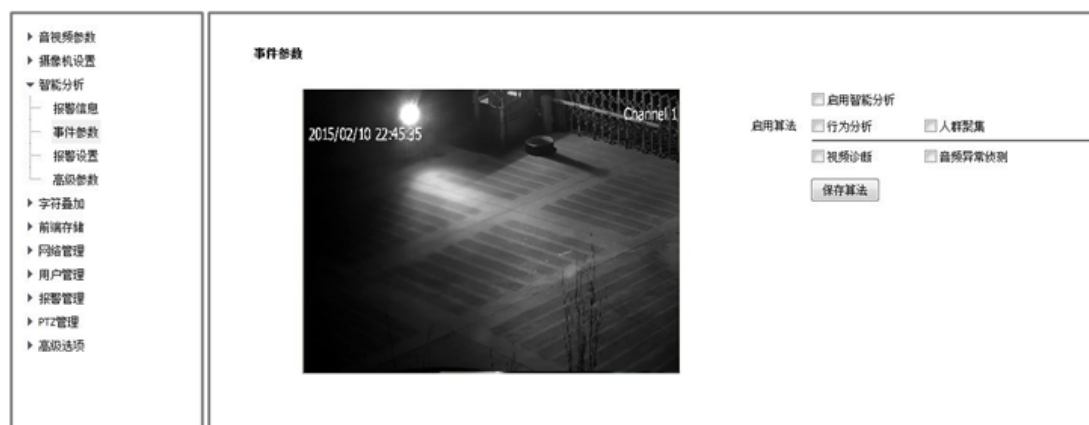 音视频参数
摄像机设置
智能分析
报警信息
事件参数
报警设置
高级参数
字符叠加
前端存储
网络管理
用户管理
报警管理
PTZ管理
高级选项
事件参数
Channel 1
2015/02/10 22:45:35
启用智能分析
启用算法 行为分析 人群聚集
视频诊断 音频异常侦测
保存算法